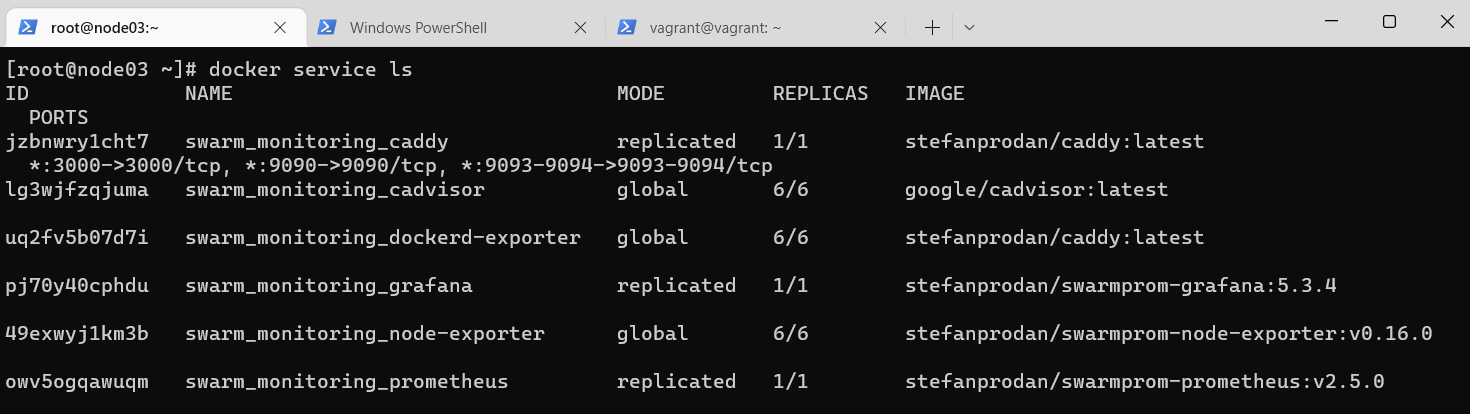 root@node03:~ Windows PowerShell vagrant@vagrant: ~
[root@node03 ~]# docker service ls
ID NAME MODE REPLICAS IMAGE
PORTS
jzbnwry1cht7 swarm_monitoring_caddy replicated 1/1 stefanprodan/caddy:latest
*:3000->3000/tcp, *:9090->9090/tcp, *:9093-9094->9093-9094/tcp
lg3wjfzqjuma swarm_monitoring_cadvisor global 6/6 google/cadvisor:latest
uq2fv5b07d7i swarm_monitoring_dockerd-exporter global 6/6 stefanprodan/caddy:latest
pj70y40cphdu swarm_monitoring_grafana replicated 1/1 stefanprodan/swarmprom-grafana:5.3.4
49exwyj1km3b swarm_monitoring_node-exporter global 6/6 stefanprodan/swarmprom-node-exporter:v0.16.0
owv5ogqawuqm swarm_monitoring_prometheus replicated 1/1 stefanprodan/swarmprom-prometheus:v2.5.0